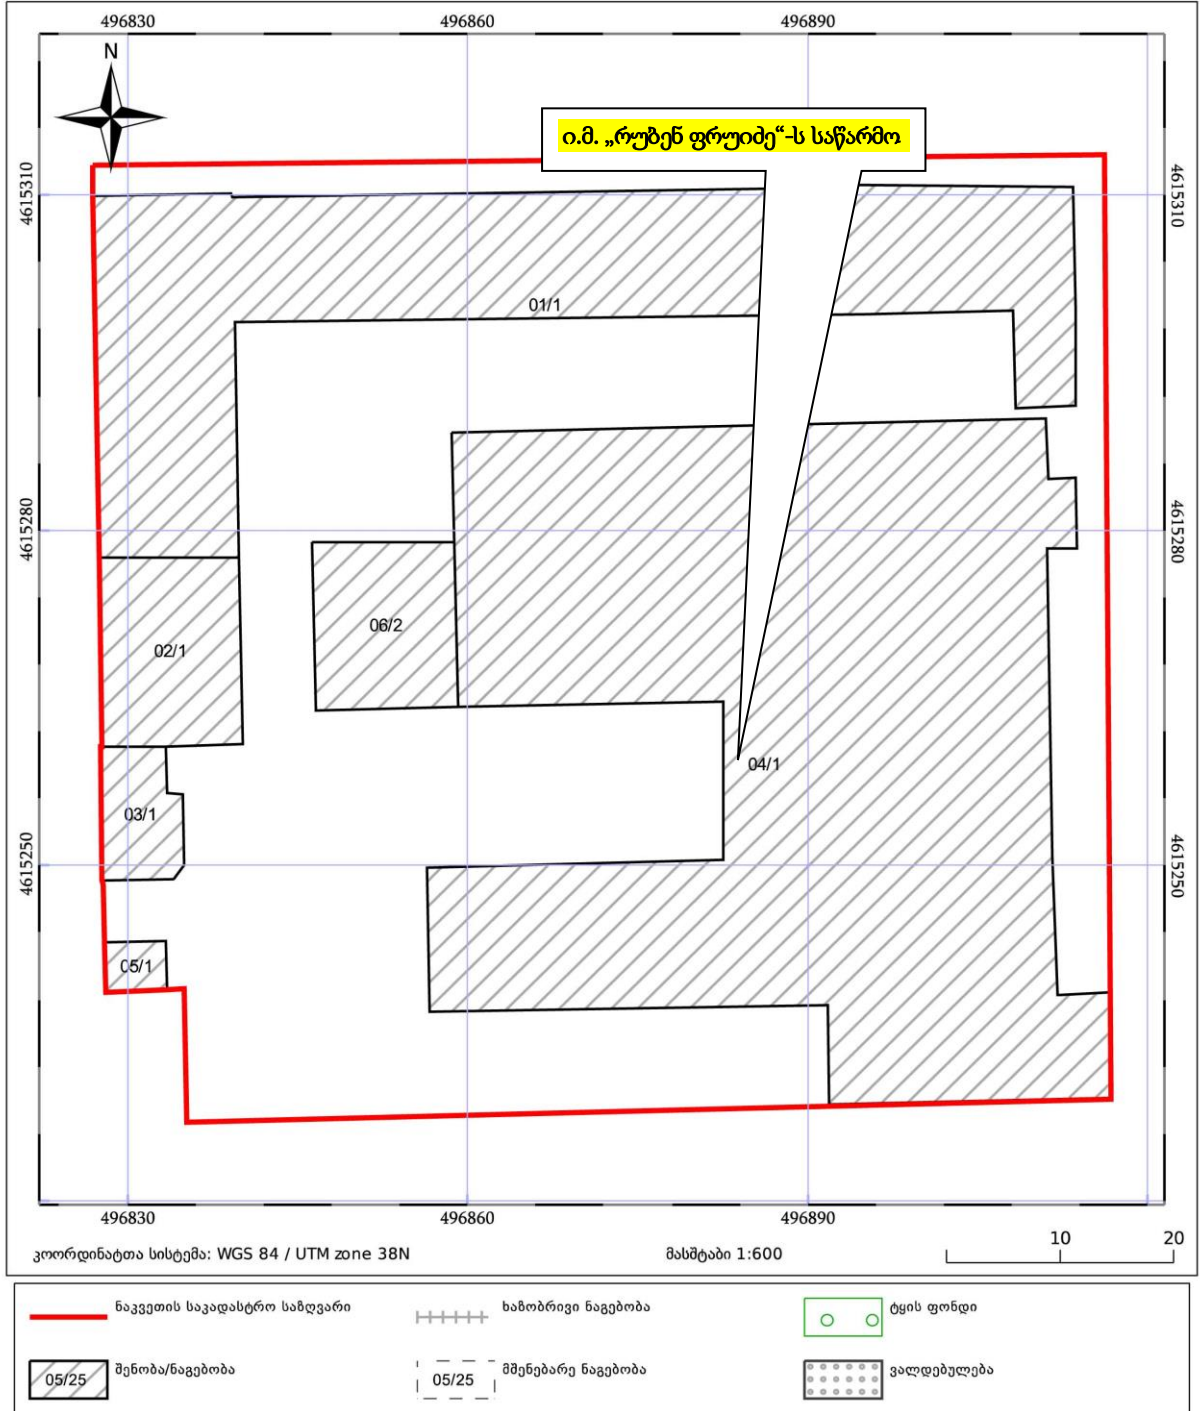 496830 496860 496890
N
ი.მ. „რუბენ ფრუიძე“-ს საწარმო
4615310 4615310
01/1
4615280 4615280
06/2
02/1
04/1
03/1
4615250 4615250
05/1
496830 496860 496890
კოორდინატთა სისტემა: WGS 84 / UTM zone 38N მასშტაბი 1:600 10 20
ნაკვეთის საკადასტრო საზღვარი ხაზობრივი ნაგებობა ტყის ფონდი
05/25 შენობა/ნაგებობა 05/25 მშენებარე ნაგებობა ვალდებულება